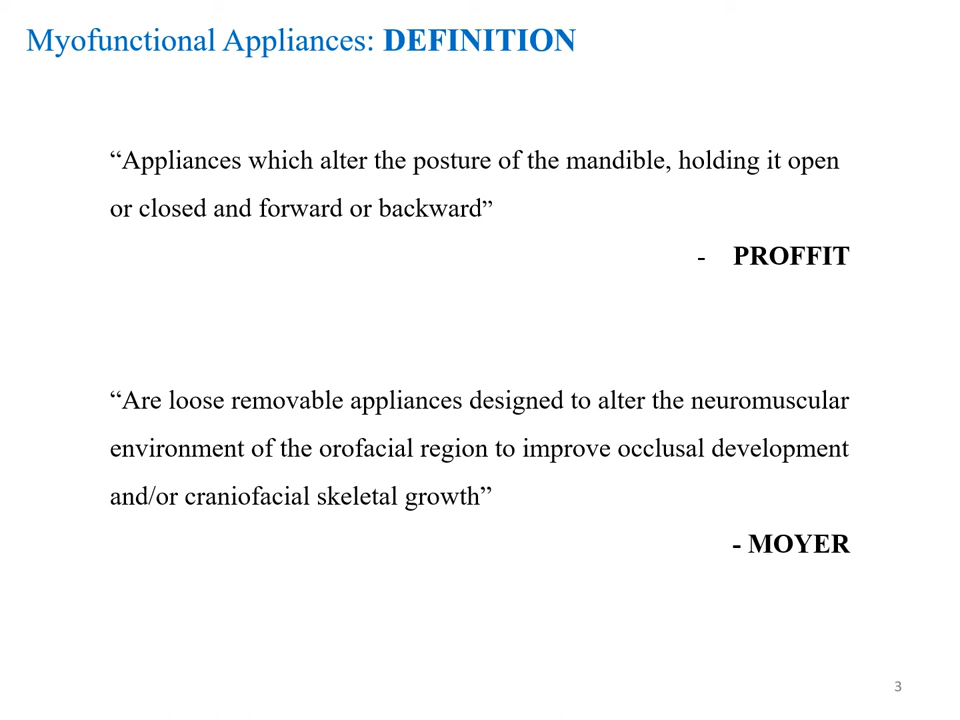 Myofunctional Appliances: DEFINITION
“Appliances which alter the posture of the mandible, holding it open
or closed and forward or backward”
- PROFFIT
“Are loose removable appliances designed to alter the neuromuscular
environment of the orofacial region to improve occlusal development
and/or craniofacial skeletal growth”
- MOYER
3